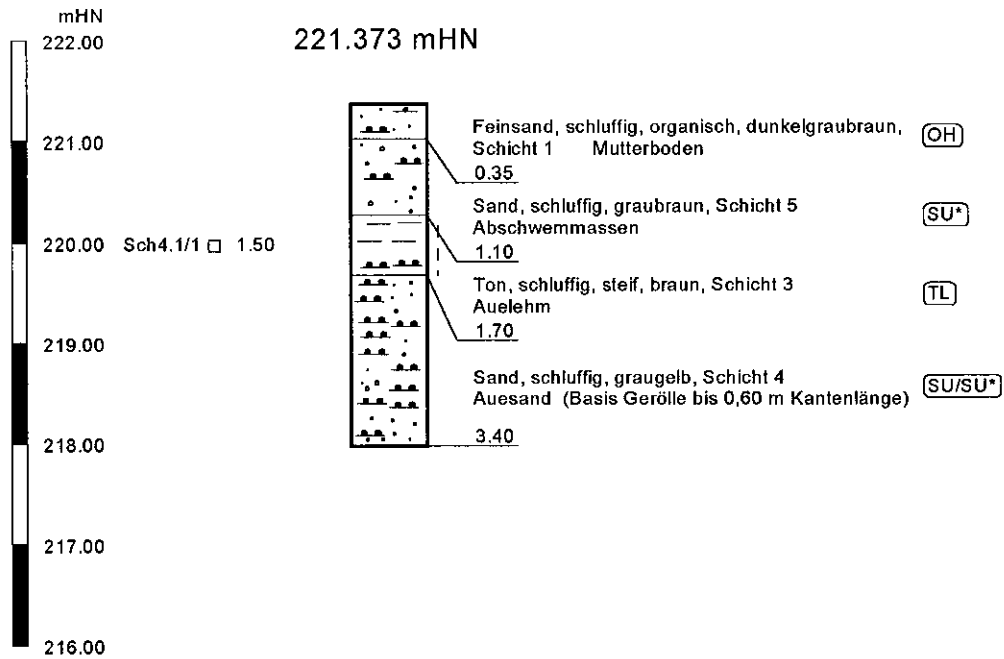 mHN
222.00
221.373 mHN
221.00
Feinsand, schluffig, organisch, dunkelgraubraun,
Schicht 1 Mutterboden
OH
0.35
Sand, schluffig, graubraun, Schicht 5
Abschwemmassen
SU*
220.00
Sch4.1/1 1.50
1.10
Ton, schluffig, steif, braun, Schicht 3
Auelehm
TL
1.70
219.00
Sand, schluffig, graugelb, Schicht 4
Auesand (Basis Gerölle bis 0,60 m Kantenlänge)
SU/SU*
3.40
218.00
217.00
216.00